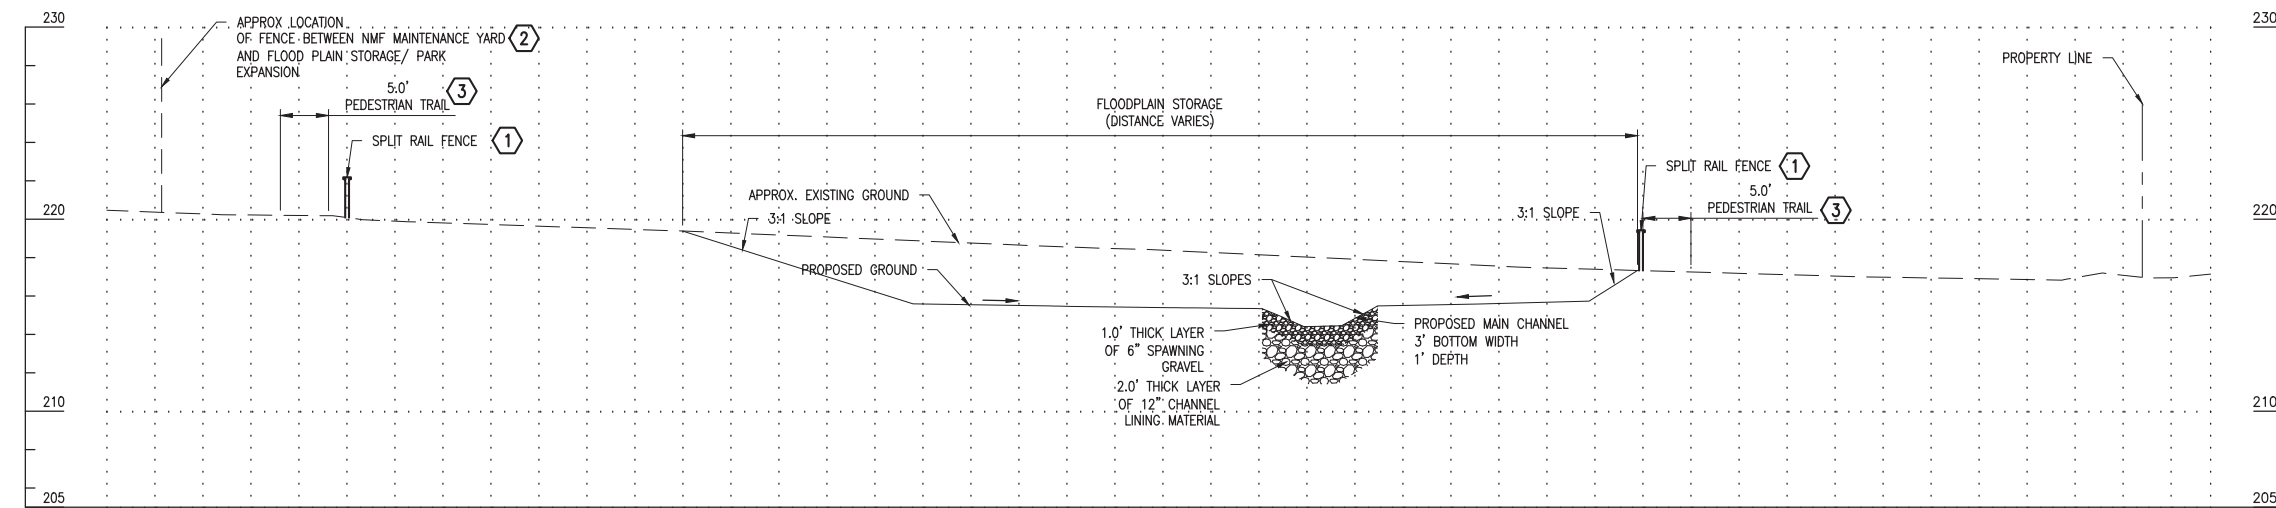 230
230
APPROX LOCATION
OF FENCE BETWEEN NMF MAINTENANCE YARD 2
AND FLOOD PLAIN STORAGE/ PARK
EXPANSION
5.0'
PEDESTRIAN TRAIL 3
SPLIT RAIL FENCE 1
FLOODPLAIN STORAGE
(DISTANCE VARIES)
PROPERTY LINE
SPLIT RAIL FENCE 1
5.0'
PEDESTRIAN TRAIL 3
220
220
APPROX. EXISTING GROUND
3:1 SLOPE
3:1 SLOPE
PROPOSED GROUND
3:1 SLOPES
1.0' THICK LAYER
OF 6" SPAWNING
GRAVEL
2.0' THICK LAYER
OF 12" CHANNEL
LINING MATERIAL
PROPOSED MAIN CHANNEL
3' BOTTOM WIDTH
1' DEPTH
210
210
205
205